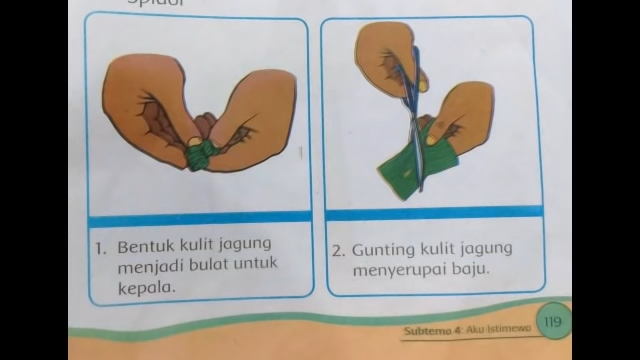 Spidol
1. Bentuk kulit jagung
menjadi bulat untuk
kepala.
2. Gunting kulit jagung
menyerupai baju.
Subtema 4: Aku Istimewa
119